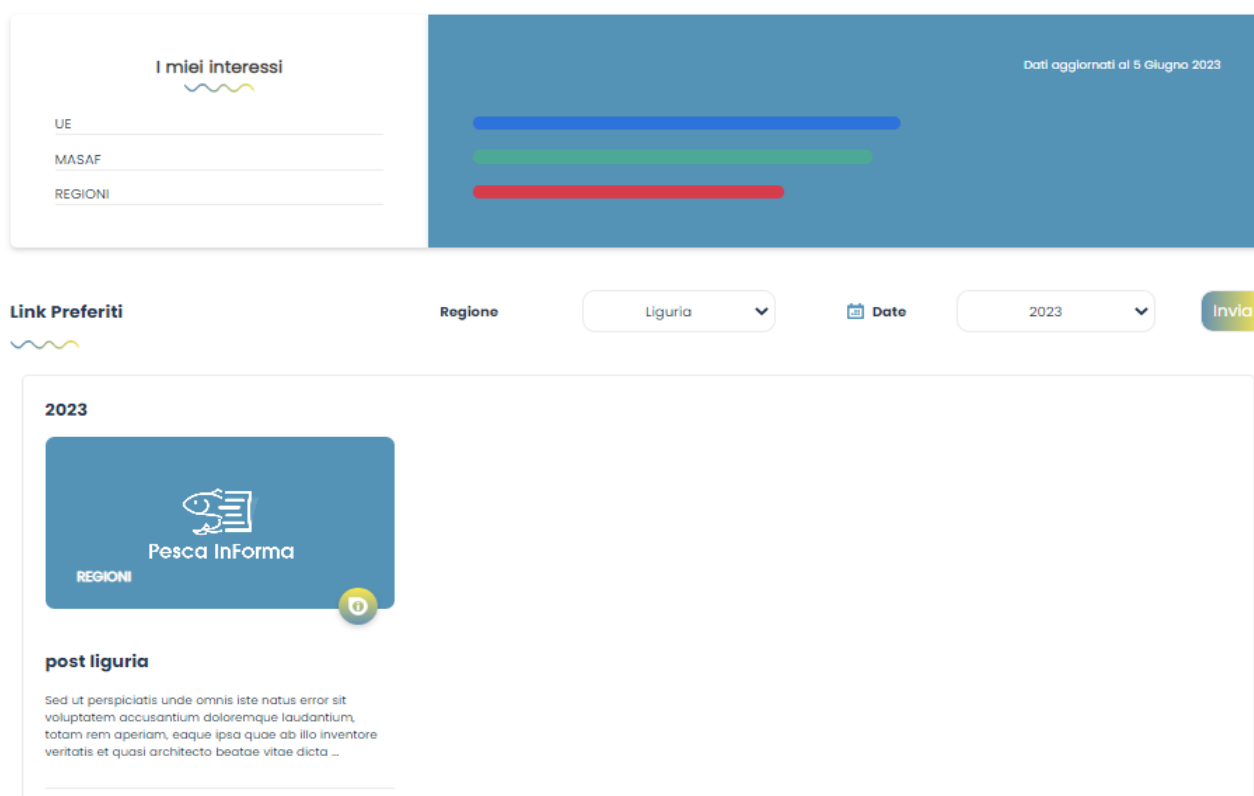 I miei interessi
Dati aggiornati al 5 Giugno 2023
UE
MASAF
REGIONI
Link Preferiti
Regione
Liguria
Date
2023
Invia
2023
Pesca InForma
REGIONI
post liguria
Sed ut perspiciatis unde omnis iste natus error sit
voluptatem accusantium doloremque laudantium,
totam rem aperiam, eaque ipsa quae ab illo inventore
veritatis et quasi architecto beatae vitae dicta ...